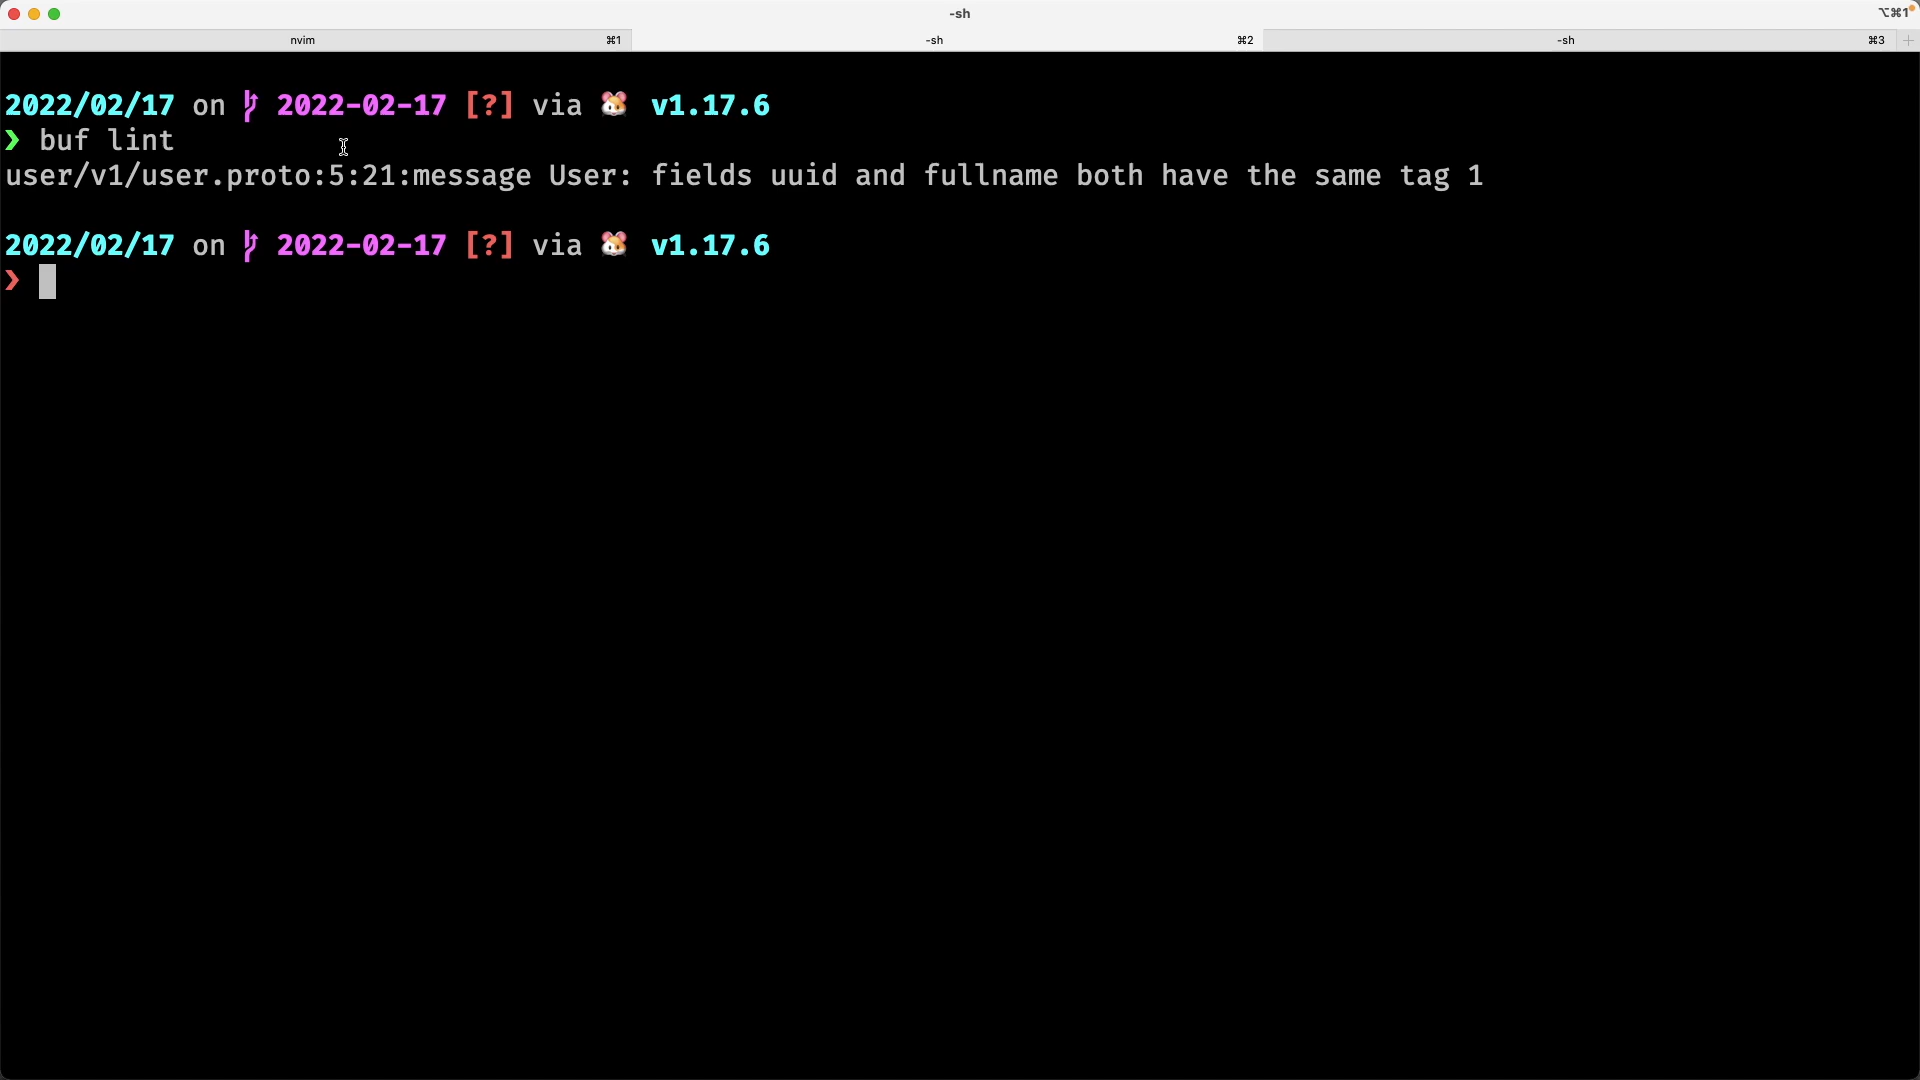 -sh
⌥⌘1
nvim ⌘1
-sh ⌘2
-sh ⌘3
2022/02/17 on 2022-02-17 [?] via 🐹 v1.17.6
❯ buf lint
user/v1/user.proto:5:21:message User: fields uuid and fullname both have the same tag 1
2022/02/17 on 2022-02-17 [?] via 🐹 v1.17.6
❯